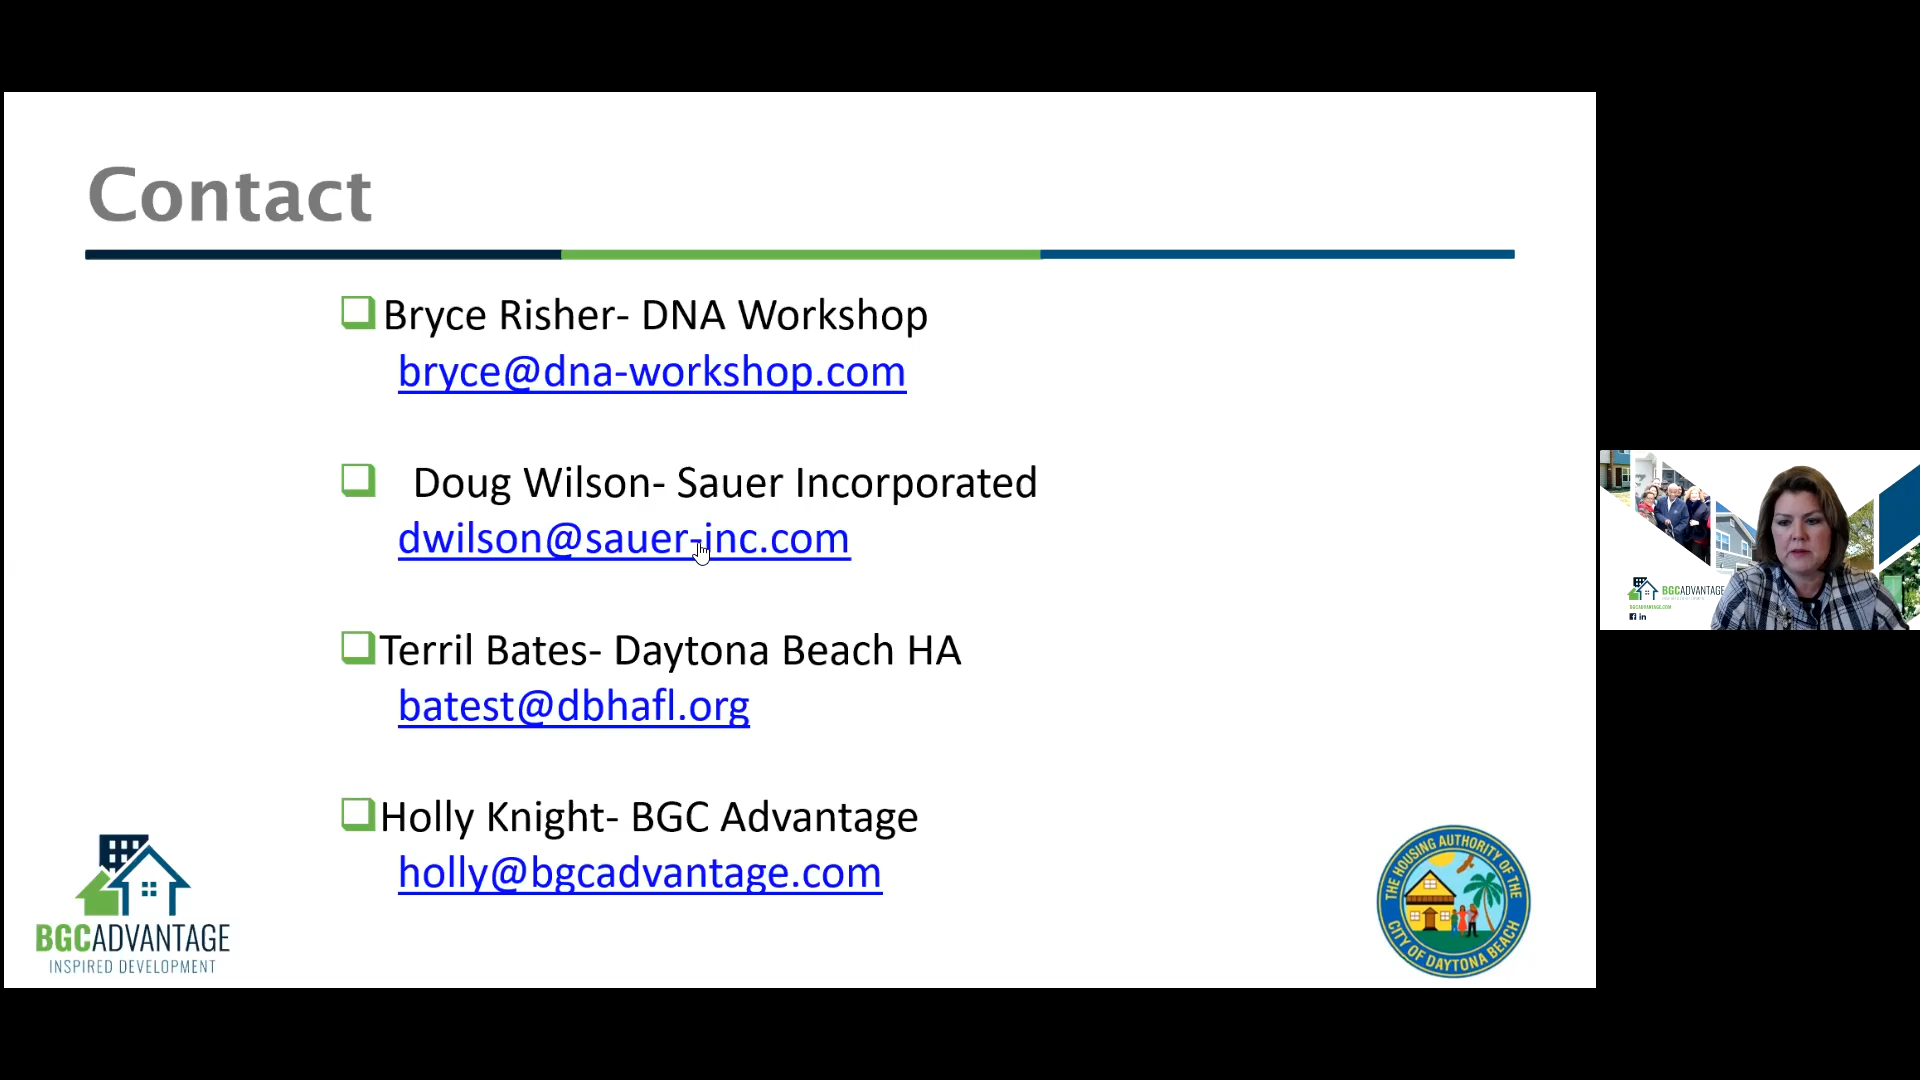 Contact
Bryce Risher- DNA Workshop
bryce@dna-workshop.com
Doug Wilson- Sauer Incorporated
dwilson@sauer-inc.com
Terril Bates- Daytona Beach HA
batest@dbhafl.org
Holly Knight- BGC Advantage
holly@bgcadvantage.com
BGCADVANTAGE
INSPIRED DEVELOPMENT
THE HOUSING AUTHORITY OF THE
CITY OF DAYTONA BEACH
BGCADVANTAGE
BGCADVANTAGE.COM